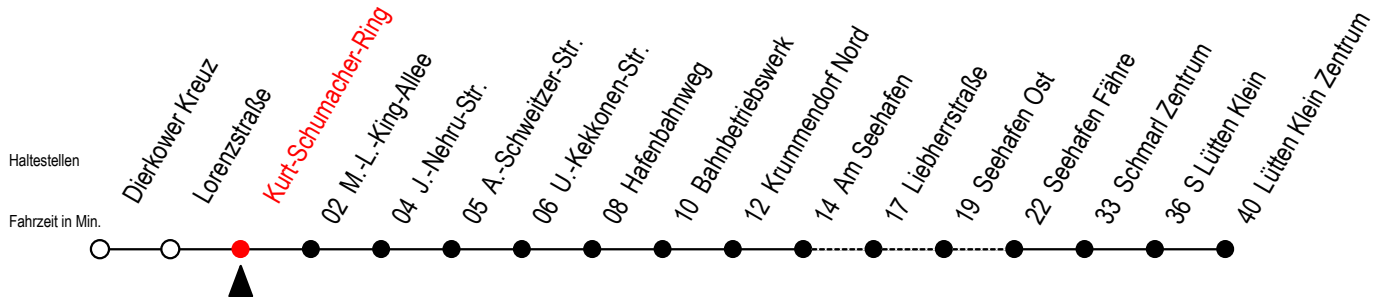 Haltestellen
Fahrzeit in Min.
Dierkower Kreuz
Lorenzstraße
Kurt-Schumacher-Ring
02 M.-L.-King-Allee
04 J.-Nehru-Str.
05 A.-Schweitzer-Str.
06 U.-Kekkonen-Str.
08 Hafenbahnweg
10 Bahnbetriebswerk
12 Krummendorf Nord
14 Am Seehafen
17 Liebherrstraße
19 Seehafen Ost
22 Seehafen Fähre
33 Schmarl Zentrum
36 S Lütten Klein
40 Lütten Klein Zentrum